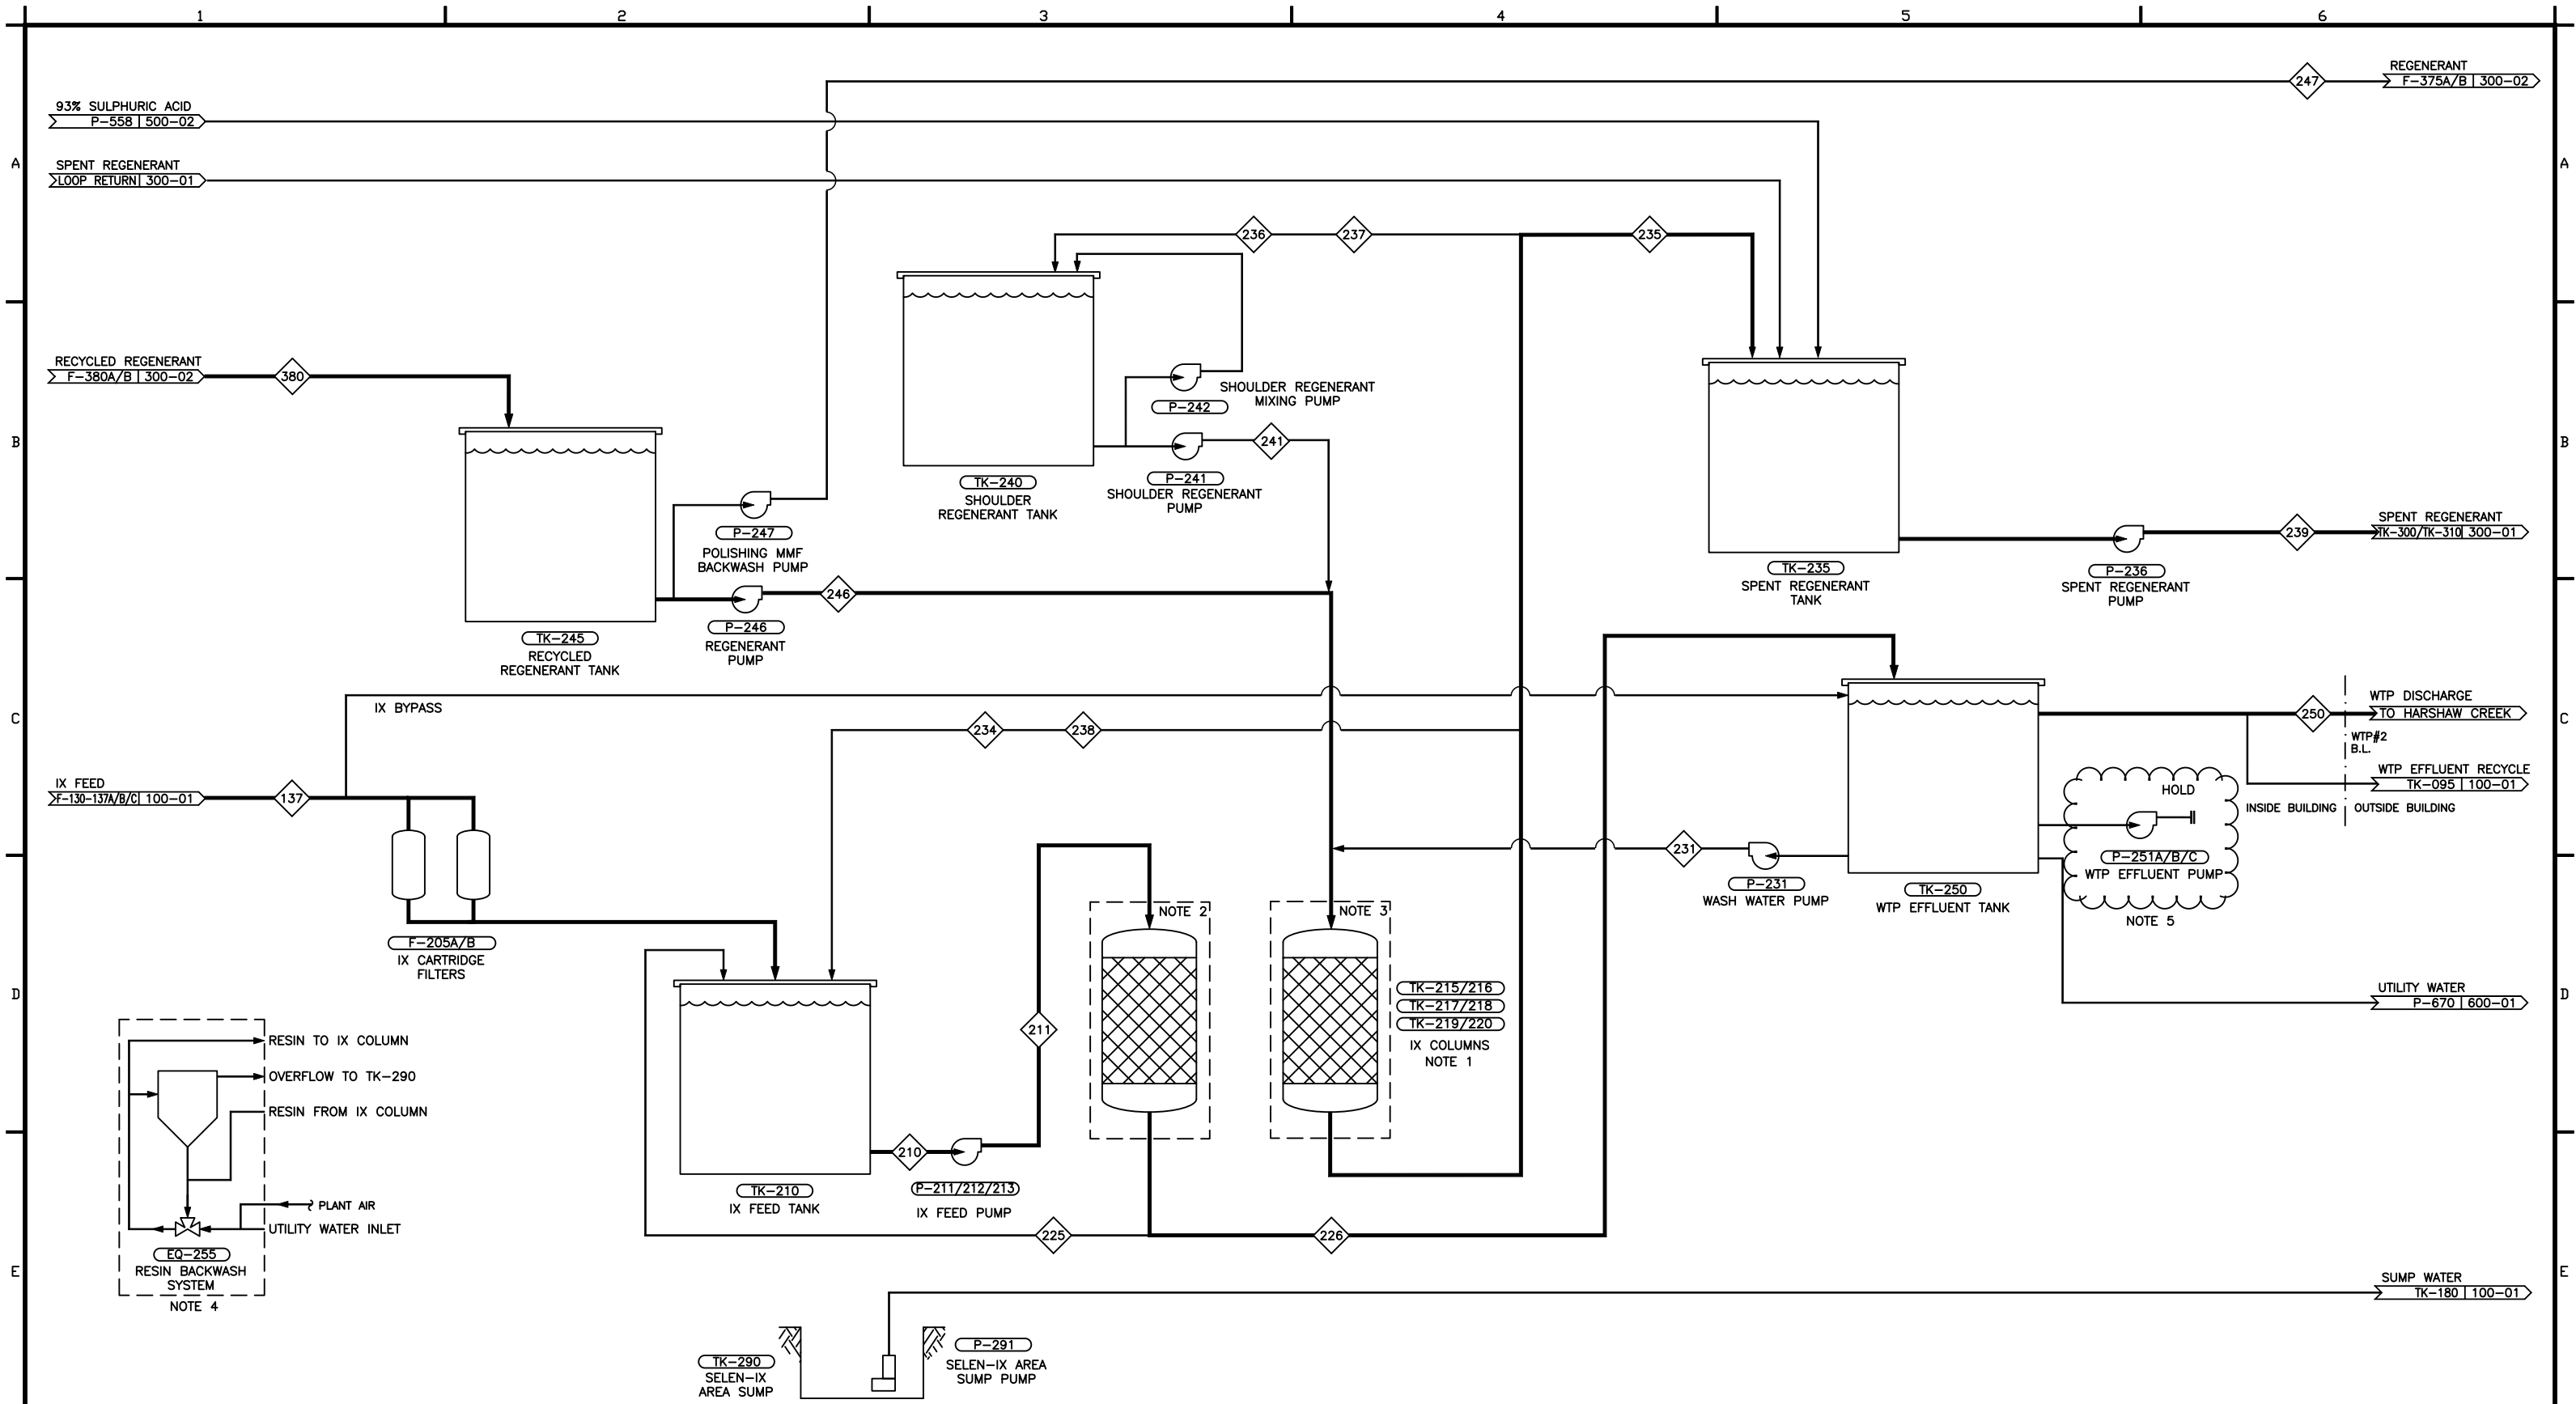 1
2
3
4
5
6
A
A
B
B
C
C
D
D
E
E
REGENERANT
F-375A/B 300-02
247
93% SULPHURIC ACID
P-558 500-02
SPENT REGENERANT
LOOP RETURN 300-01
236
237
235
RECYCLED REGENERANT
F-380A/B 300-02
380
SHOULDER REGENERANT
MIXING PUMP
P-242
241
P-241
SHOULDER REGENERANT
PUMP
TK-240
SHOULDER
REGENERANT TANK
P-247
POLISHING MMF
BACKWASH PUMP
246
P-246
REGENERANT
PUMP
TK-245
RECYCLED
REGENERANT TANK
TK-235
SPENT REGENERANT
TANK
P-236
SPENT REGENERANT
PUMP
239
SPENT REGENERANT
TK-300/TK-310 300-01
IX BYPASS
234
238
250
WTP DISCHARGE
TO HARSHAW CREEK
WTP#2
B.L.
WTP EFFLUENT RECYCLE
TK-095 100-01
INSIDE BUILDING
OUTSIDE BUILDING
HOLD
P-251A/B/C
WTP EFFLUENT PUMP
NOTE 5
IX FEED
F-130-137A/B/C 100-01
137
231
P-231
WASH WATER PUMP
TK-250
WTP EFFLUENT TANK
F-205A/B
IX CARTRIDGE
FILTERS
NOTE 2
NOTE 3
TK-215/216
TK-217/218
TK-219/220
IX COLUMNS
NOTE 1
UTILITY WATER
P-670 600-01
211
210
RESIN TO IX COLUMN
OVERFLOW TO TK-290
RESIN FROM IX COLUMN
PLANT AIR
UTILITY WATER INLET
EQ-255
RESIN BACKWASH
SYSTEM
NOTE 4
TK-210
IX FEED TANK
P-211/212/213
IX FEED PUMP
225
226
SUMP WATER
TK-180 100-01
TK-290
SELEN-IX
AREA SUMP
P-291
SELEN-IX AREA
SUMP PUMP